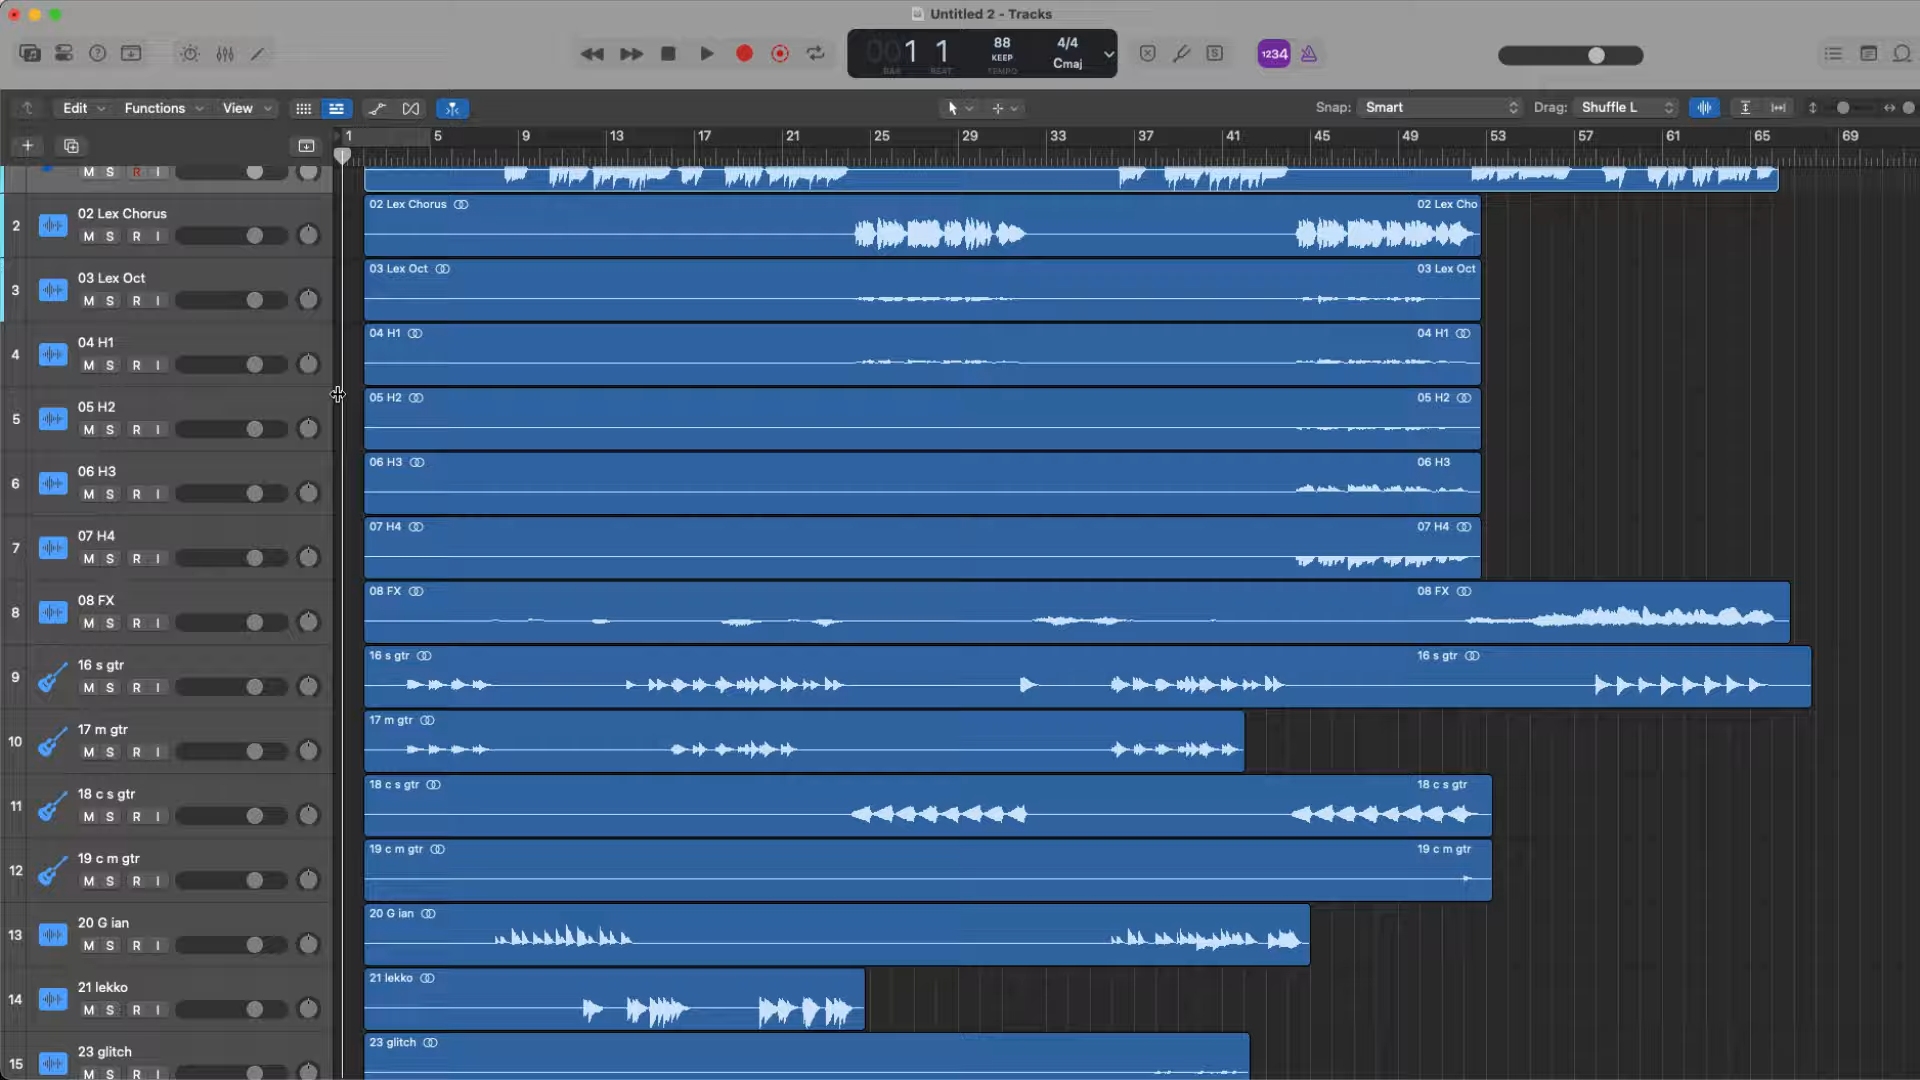 Untitled 2 - Tracks
001 1
BAR BEAT
88
KEEP
TEMPO
4/4
Cmaj
S
1234
Edit Functions View
Snap: Smart Drag: Shuffle L
1 5 9 13 17 21 25 29 33 37 41 45 49 53 57 61 65 69
M S R I
2 02 Lex Chorus
M S R I
02 Lex Chorus 02 Lex Cho
3 03 Lex Oct
M S R I
03 Lex Oct 03 Lex Oct
4 04 H1
M S R I
04 H1 04 H1
5 05 H2
M S R I
05 H2 05 H2
6 06 H3
M S R I
06 H3 06 H3
7 07 H4
M S R I
07 H4 07 H4
8 08 FX
M S R I
08 FX 08 FX
9 16 s gtr
M S R I
16 s gtr 16 s gtr
10 17 m gtr
M S R I
17 m gtr
11 18 c s gtr
M S R I
18 c s gtr 18 c s gtr
12 19 c m gtr
M S R I
19 c m gtr 19 c m gtr
13 20 G ian
M S R I
20 G ian
14 21 lekko
M S R I
21 lekko
15 23 glitch
M S R I
23 glitch